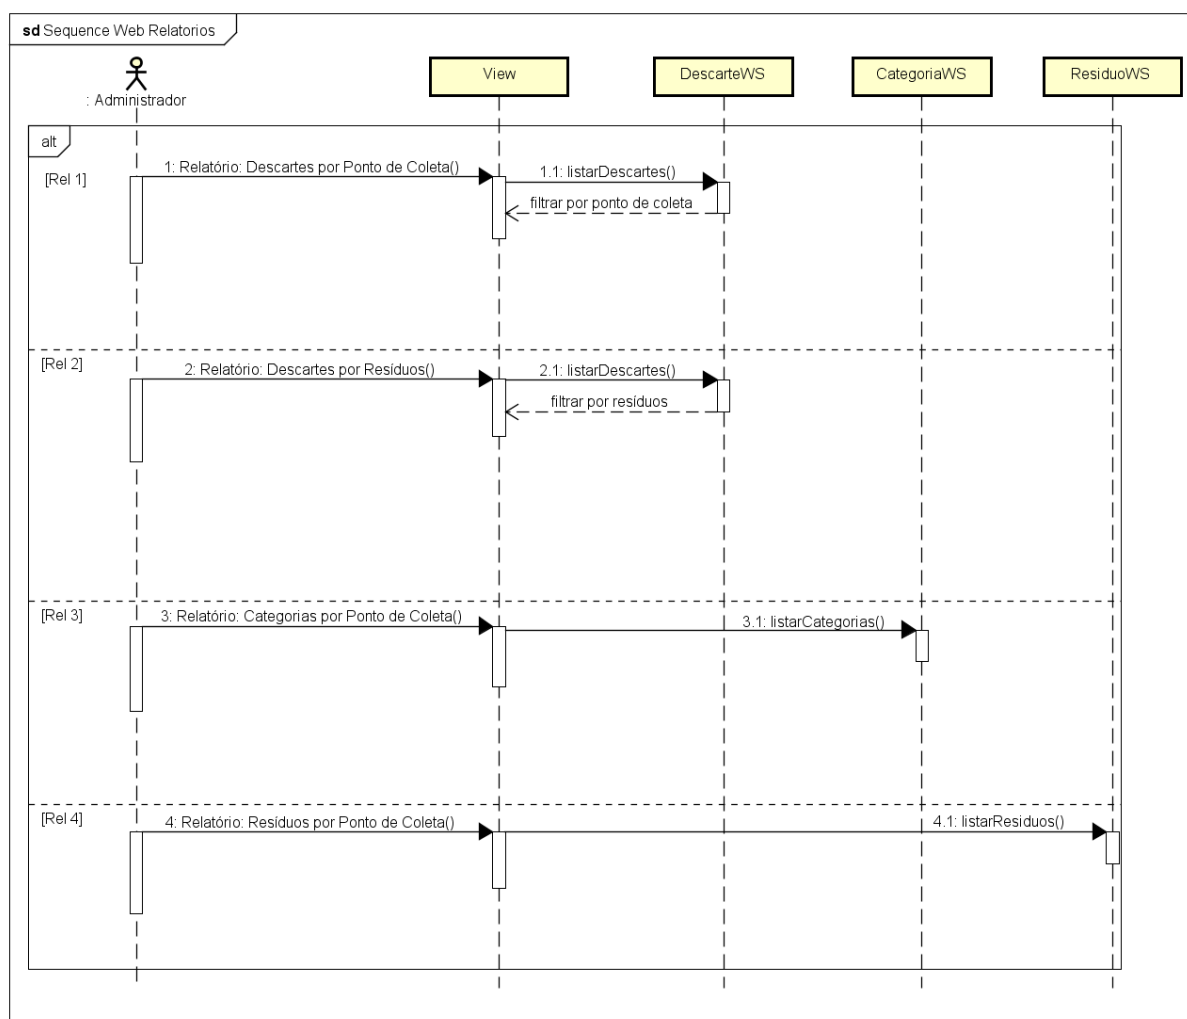 sd Sequence Web Relatorios
: Administrador
View
DescarteWS
CategoriaWS
ResiduoWS
alt
[Rel 1]
1: Relatório: Descartes por Ponto de Coleta()
1.1: listarDescartes()
filtrar por ponto de coleta
[Rel 2]
2: Relatório: Descartes por Resíduos()
2.1: listarDescartes()
filtrar por resíduos
[Rel 3]
3: Relatório: Categorias por Ponto de Coleta()
3.1: listarCategorias()
[Rel 4]
4: Relatório: Resíduos por Ponto de Coleta()
4.1: listarResiduos()